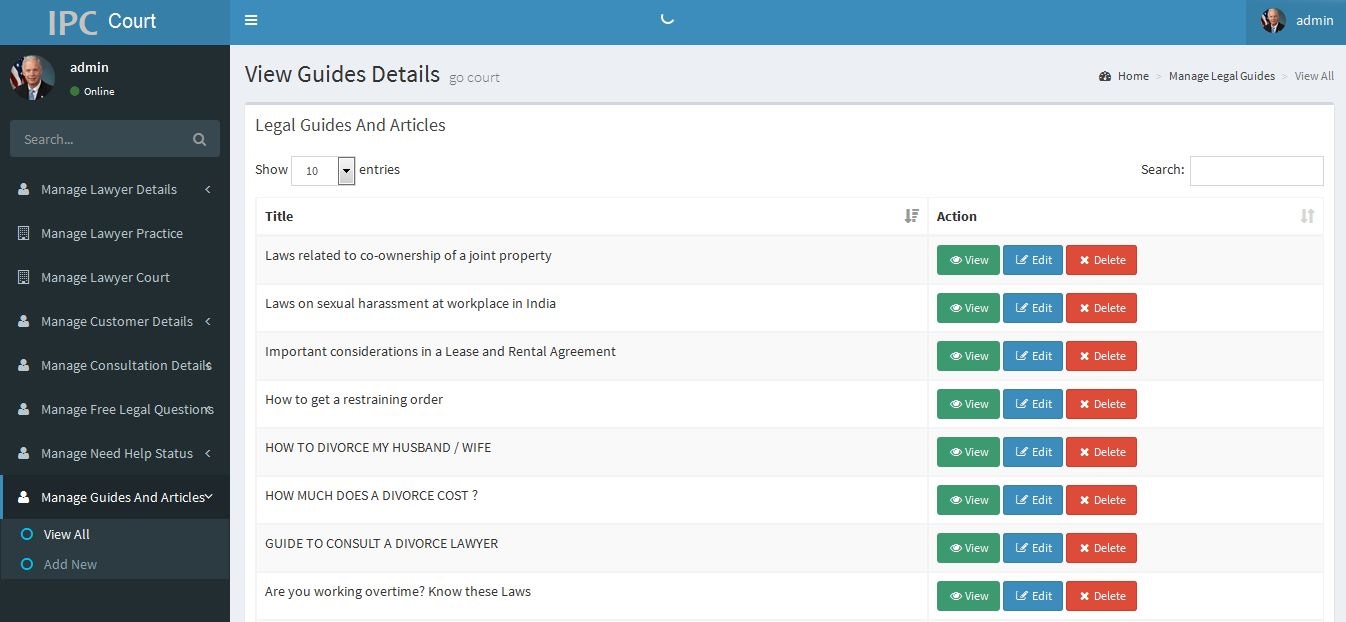 IPC Court
admin
admin
Online
Search...
Manage Lawyer Details
Manage Lawyer Practice
Manage Lawyer Court
Manage Customer Details
Manage Consultation Details
Manage Free Legal Questions
Manage Need Help Status
Manage Guides And Articles
View All
Add New
View Guides Details go court
Home > Manage Legal Guides > View All
Legal Guides And Articles
Show 10 entries
Search:
Title Action
Laws related to co-ownership of a joint property View Edit Delete
Laws on sexual harassment at workplace in India View Edit Delete
Important considerations in a Lease and Rental Agreement View Edit Delete
How to get a restraining order View Edit Delete
HOW TO DIVORCE MY HUSBAND / WIFE View Edit Delete
HOW MUCH DOES A DIVORCE COST ? View Edit Delete
GUIDE TO CONSULT A DIVORCE LAWYER View Edit Delete
Are you working overtime? Know these Laws View Edit Delete